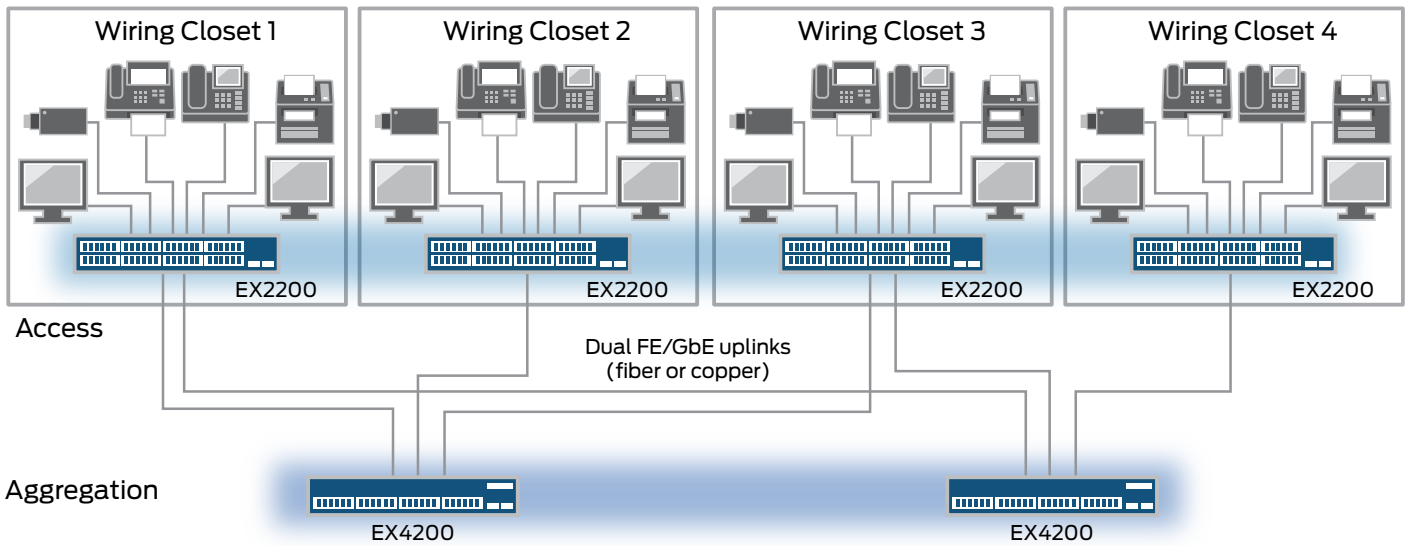 Wiring Closet 1
Wiring Closet 2
Wiring Closet 3
Wiring Closet 4
EX2200
EX2200
EX2200
EX2200
Access
Dual FE/GbE uplinks
(fiber or copper)
Aggregation
EX4200
EX4200